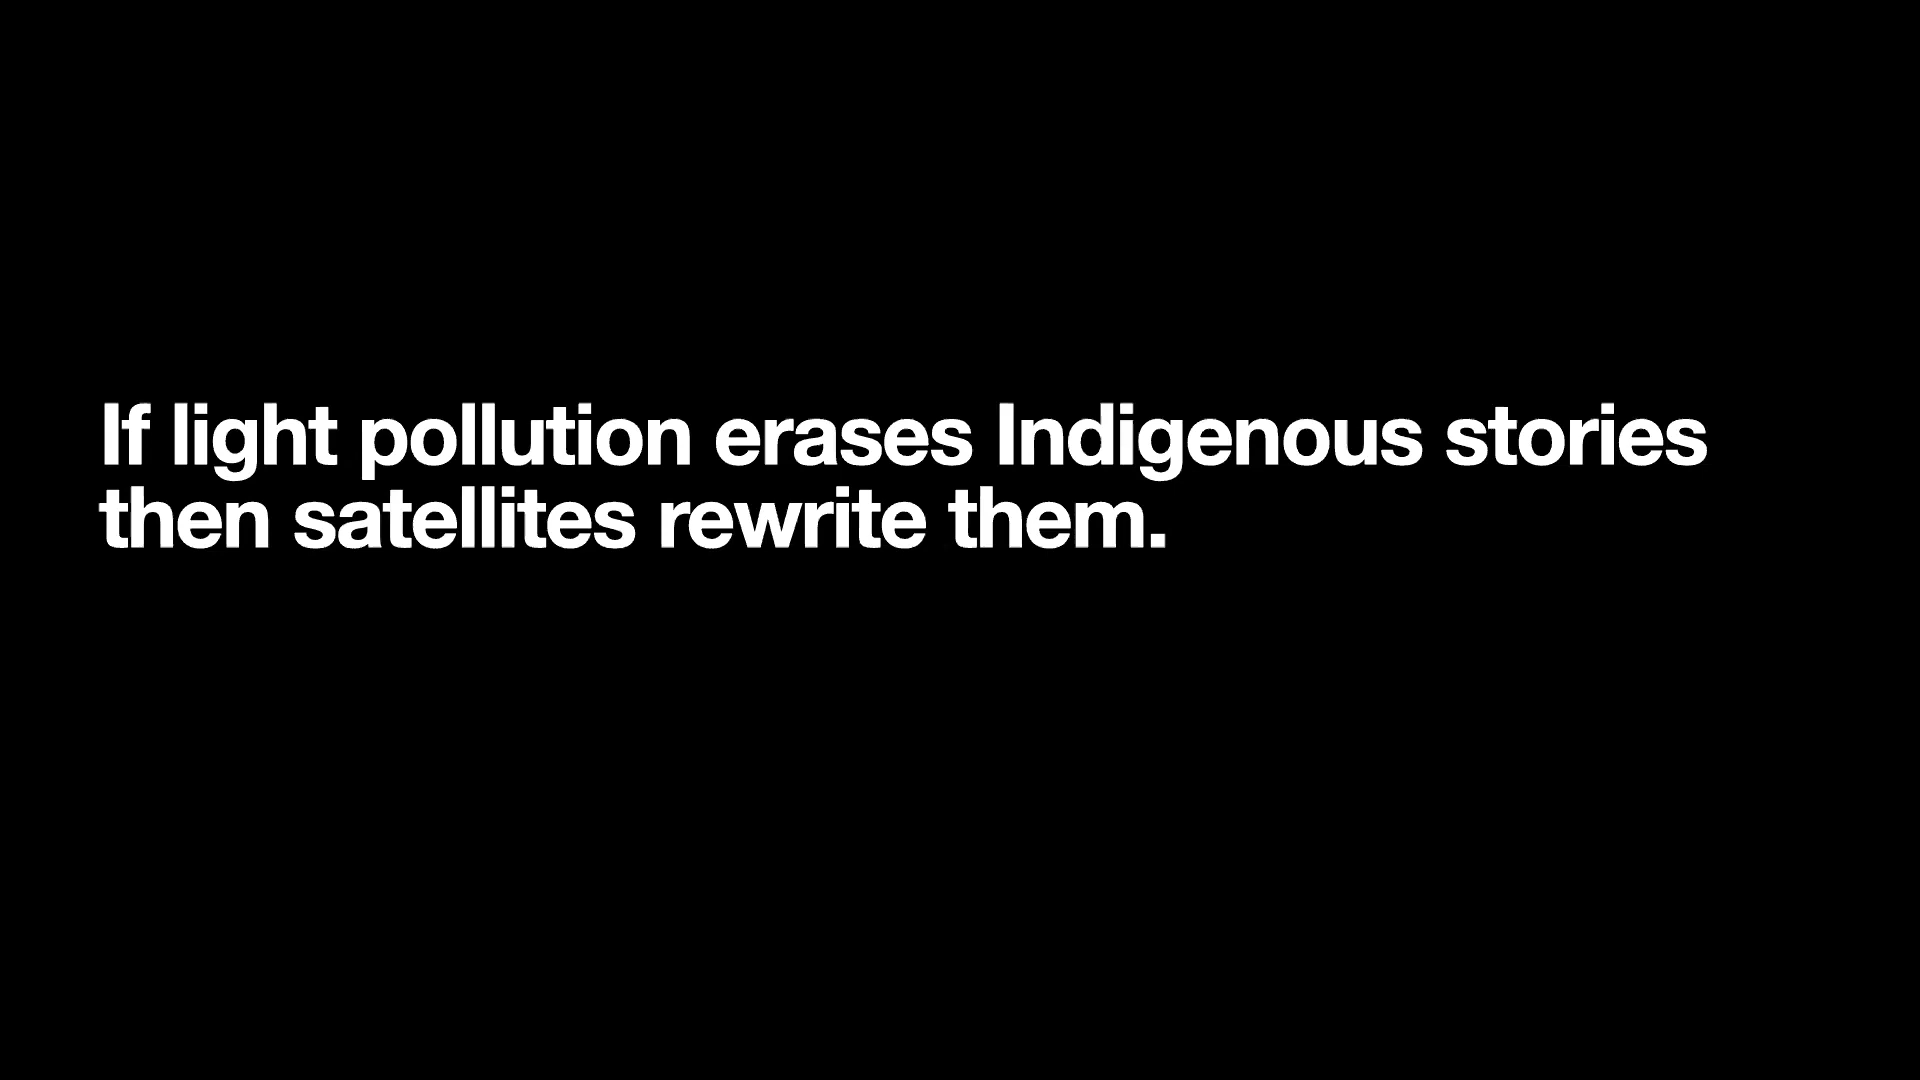 If light pollution erases Indigenous stories
then satellites rewrite them.